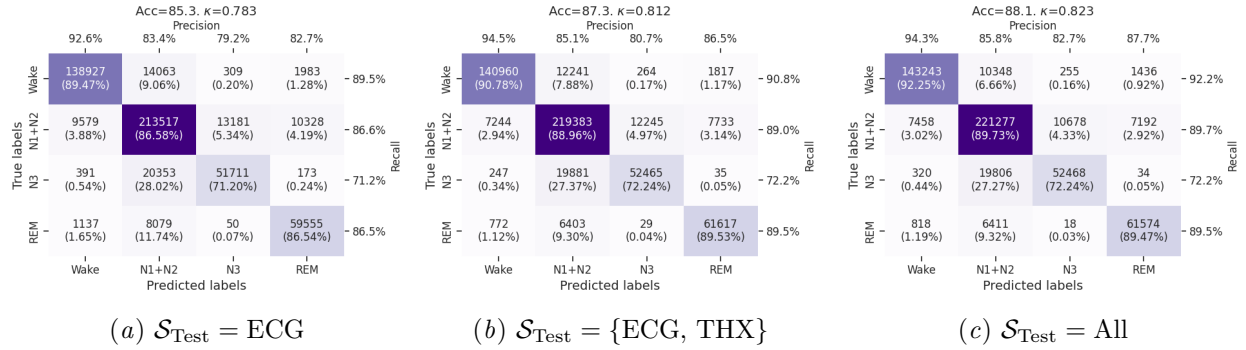 Acc=85.3. κ=0.783
Precision
92.6% 83.4% 79.2% 82.7%
True labels
Wake
138927 14063 309 1983
(89.47%) (9.06%) (0.20%) (1.28%)
89.5%
N1+N2
9579 213517 13181 10328
(3.88%) (86.58%) (5.34%) (4.19%)
86.6%
N3
391 20353 51711 173
(0.54%) (28.02%) (71.20%) (0.24%)
71.2%
REM
1137 8079 50 59555
(1.65%) (11.74%) (0.07%) (86.54%)
86.5%
Recall
Wake N1+N2 N3 REM
Predicted labels
(a) 𝒮Test = ECG
Acc=87.3. κ=0.812
Precision
94.5% 85.1% 80.7% 86.5%
True labels
Wake
140960 12241 264 1817
(90.78%) (7.88%) (0.17%) (1.17%)
90.8%
N1+N2
7244 219383 12245 7733
(2.94%) (88.96%) (4.97%) (3.14%)
89.0%
N3
247 19881 52465 35
(0.34%) (27.37%) (72.24%) (0.05%)
72.2%
REM
772 6403 29 61617
(1.12%) (9.30%) (0.04%) (89.53%)
89.5%
Recall
Wake N1+N2 N3 REM
Predicted labels
(b) 𝒮Test = {ECG, THX}
Acc=88.1. κ=0.823
Precision
94.3% 85.8% 82.7% 87.7%
True labels
Wake
143243 10348 255 1436
(92.25%) (6.66%) (0.16%) (0.92%)
92.2%
N1+N2
7458 221277 10678 7192
(3.02%) (89.73%) (4.33%) (2.92%)
89.7%
N3
320 19806 52468 34
(0.44%) (27.27%) (72.24%) (0.05%)
72.2%
REM
818 6411 18 61574
(1.19%) (9.32%) (0.03%) (89.47%)
89.5%
Recall
Wake N1+N2 N3 REM
Predicted labels
(c) 𝒮Test = All